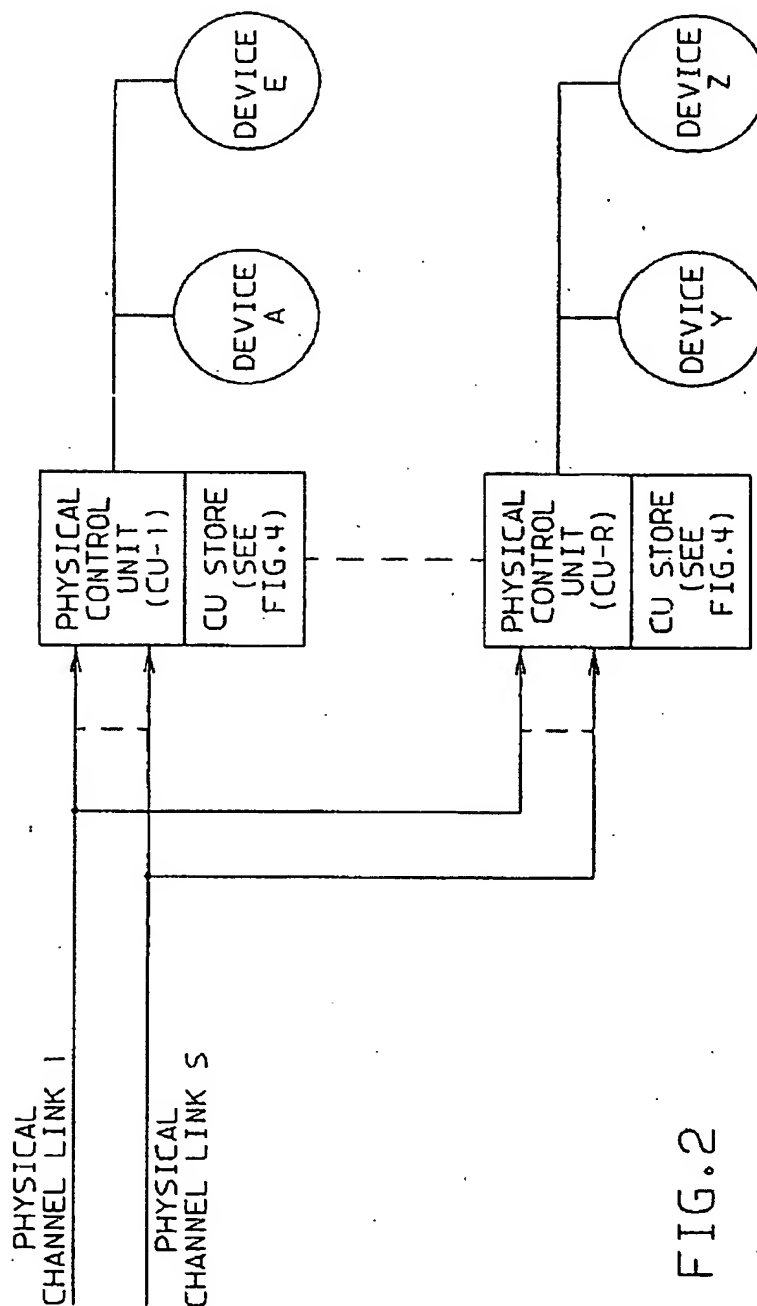 PHYSICAL
CHANNEL LINK 1
PHYSICAL
CHANNEL LINK S
PHYSICAL
CONTROL
UNIT
(CU-1)
CU STORE
(SEE
FIG.4)
DEVICE
A
DEVICE
E
PHYSICAL
CONTROL
UNIT
(CU-R)
CU STORE
(SEE
FIG.4)
DEVICE
Y
DEVICE
Z
FIG.2